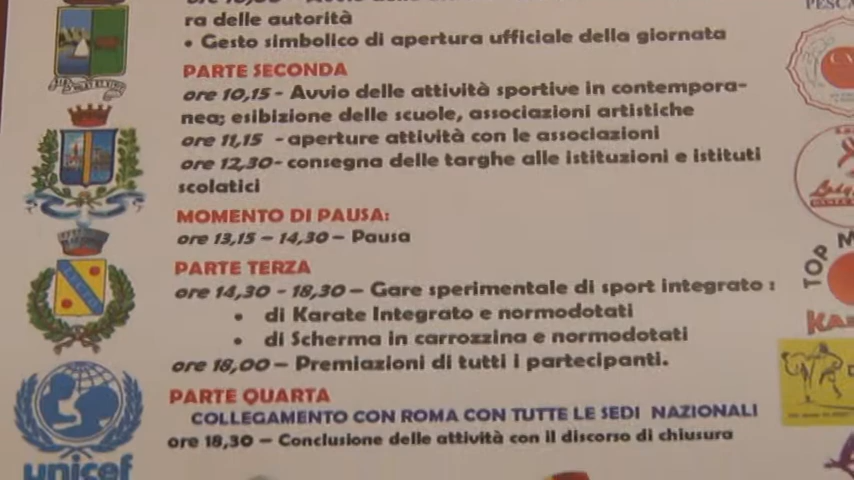 ra delle autorità
• Gesto simbolico di apertura ufficiale della giornata
PARTE SECONDA
ore 10,15 - Avvio delle attività sportive in contempora-
nea; esibizione delle scuole, associazioni artistiche
ore 11,15 - aperture attività con le associazioni
ore 12,30- consegna delle targhe alle istituzioni e istituti
scolatici
MOMENTO DI PAUSA:
ore 13,15 – 14,30 – Pausa
PARTE TERZA
ore 14,30 - 18,30 – Gare sperimentale di sport integrato :
• di Karate Integrato e normodotati
• di Scherma in carrozzina e normodotati
ore 18,00 – Premiazioni di tutti i partecipanti.
PARTE QUARTA
COLLEGAMENTO CON ROMA CON TUTTE LE SEDI NAZIONALI
ore 18,30 – Conclusione delle attività con il discorso di chiusura
unicef
TOP